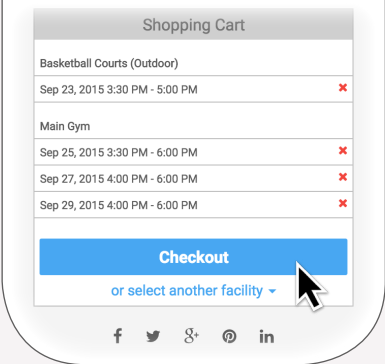 Shopping Cart
Basketball Courts (Outdoor)
Sep 23, 2015 3:30 PM - 5:00 PM
Main Gym
Sep 25, 2015 3:30 PM - 6:00 PM
Sep 27, 2015 4:00 PM - 6:00 PM
Sep 29, 2015 4:00 PM - 6:00 PM
Checkout
or select another facility